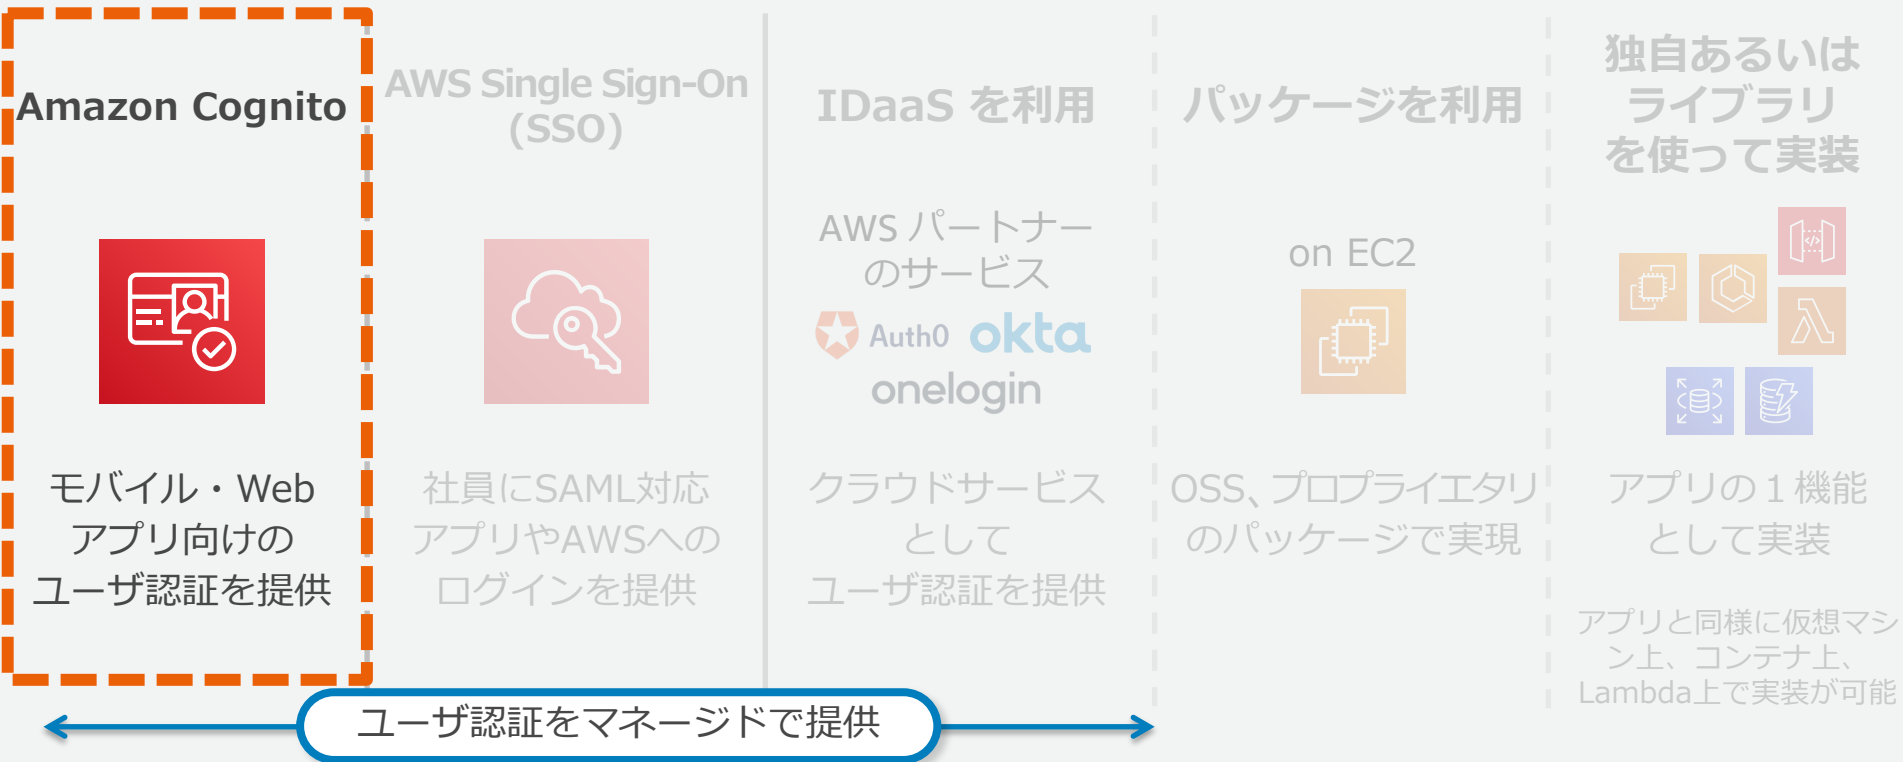 Amazon Cognito
モバイル・Web
アプリ向けの
ユーザ認証を提供
AWS Single Sign-On
(SSO)
社員にSAML対応
アプリやAWSへの
ログインを提供
IDaaS を利用
AWS パートナー
のサービス
Auth0 okta
onelogin
クラウドサービス
として
ユーザ認証を提供
パッケージを利用
on EC2
OSS、プロプライエタリ
のパッケージで実現
独自あるいは
ライブラリ
を使って実装
アプリの１機能
として実装
アプリと同様に仮想マシ
ン上、コンテナ上、
Lambda上で実装が可能
ユーザ認証をマネージドで提供